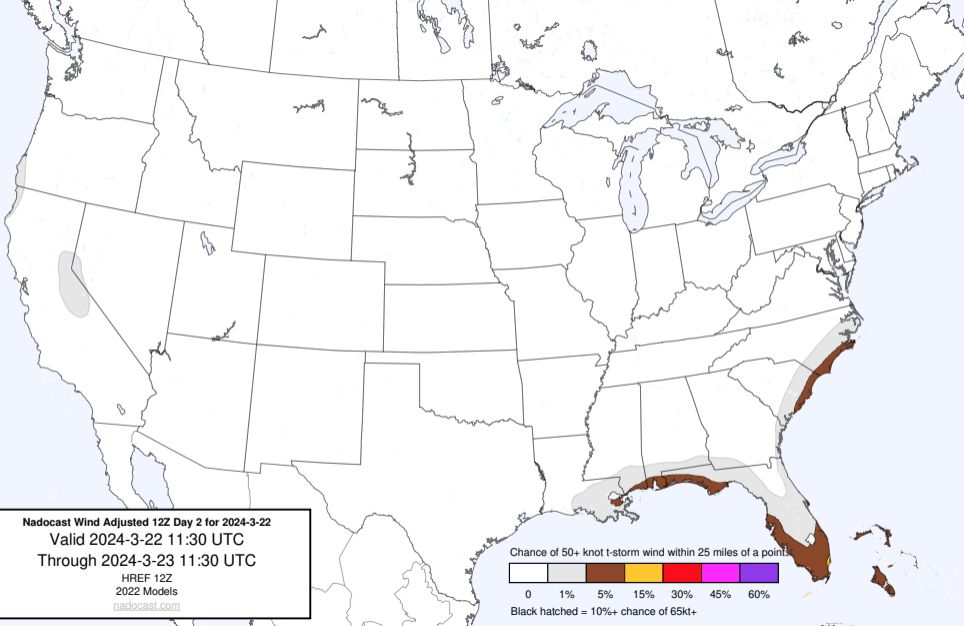 Nadocast Wind Adjusted 12Z Day 2 for 2024-3-22
Valid 2024-3-22 11:30 UTC
Through 2024-3-23 11:30 UTC
HREF 12Z
2022 Models
nadocast.com
Chance of 50+ knot t-storm wind within 25 miles of a point.
0 1% 5% 15% 30% 45% 60%
Black hatched = 10%+ chance of 65kt+